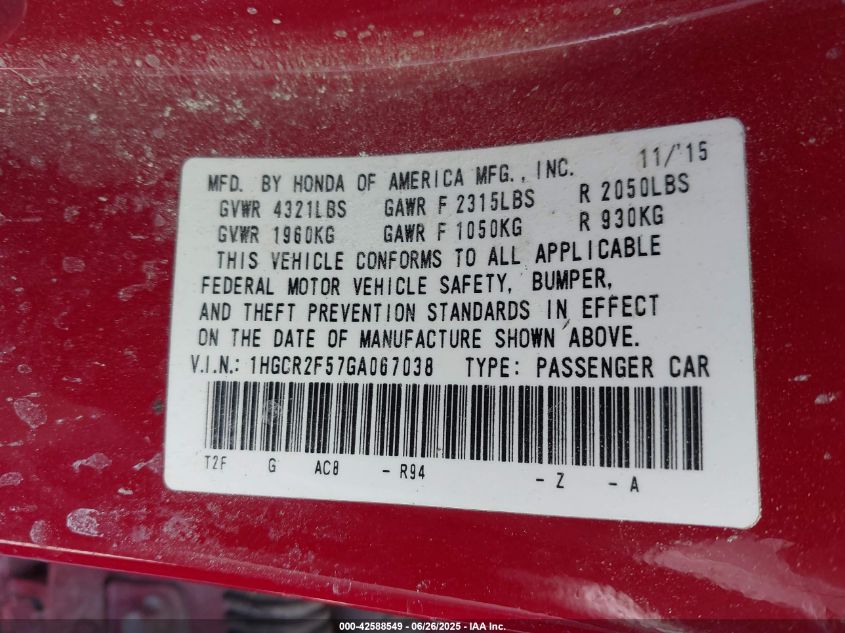 MFD. BY HONDA OF AMERICA MFG., INC. 11/'15
GVWR 4321LBS GAWR F 2315LBS R 2050LBS
GVWR 1960KG GAWR F 1050KG R 930KG
THIS VEHICLE CONFORMS TO ALL APPLICABLE
FEDERAL MOTOR VEHICLE SAFETY, BUMPER,
AND THEFT PREVENTION STANDARDS IN EFFECT
ON THE DATE OF MANUFACTURE SHOWN ABOVE.
V.I.N.: 1HGCR2F57GA067038 TYPE: PASSENGER CAR
T2F G AC8 - R94 - Z - A
000-42588549 | 06/26/2025 | IAA Inc.